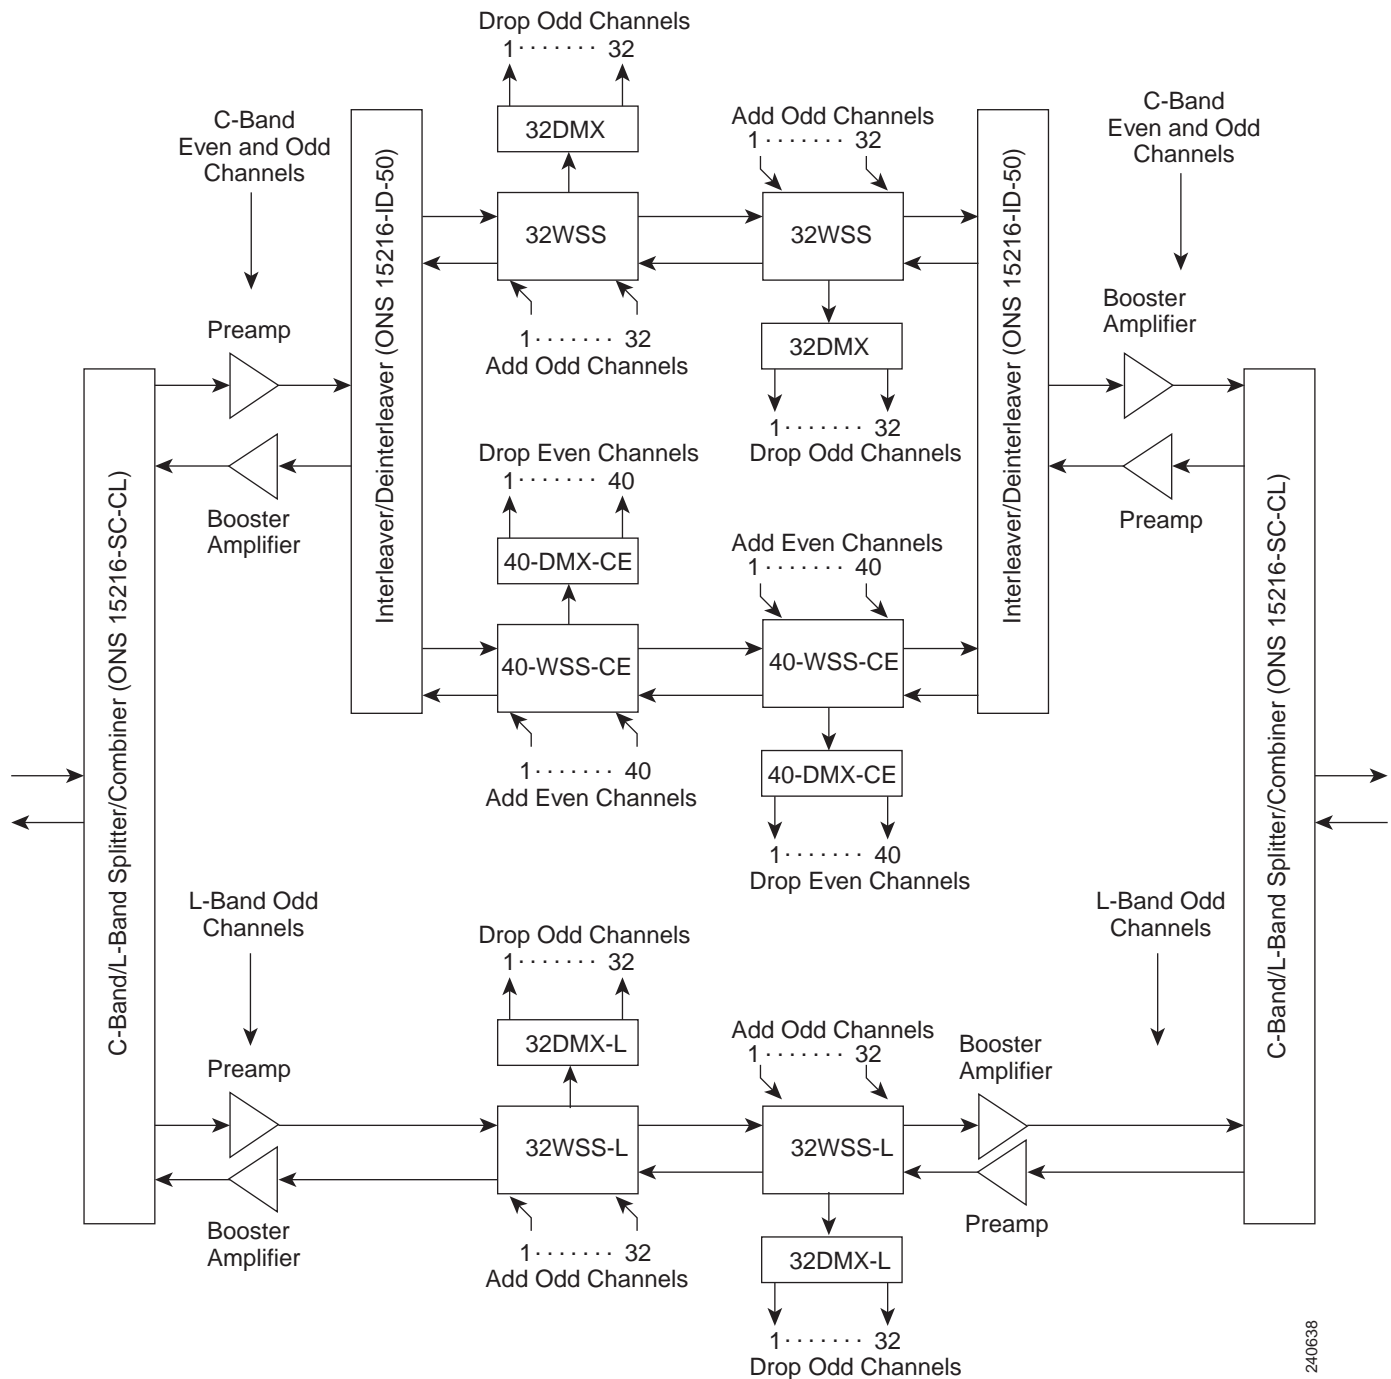 Drop Odd Channels
1 . . . . . . . 32
32DMX
C-Band
Even and Odd
Channels
Add Odd Channels
1 . . . . . . . 32
C-Band
Even and Odd
Channels
32WSS
32WSS
1 . . . . . . . 32
Add Odd Channels
32DMX
1 . . . . . . . 32
Drop Odd Channels
Preamp
Booster
Amplifier
Interleaver/Deinterleaver (ONS 15216-ID-50)
Interleaver/Deinterleaver (ONS 15216-ID-50)
Booster
Amplifier
Preamp
Drop Even Channels
1 . . . . . . . 40
40-DMX-CE
Add Even Channels
1 . . . . . . . 40
40-WSS-CE
40-WSS-CE
1 . . . . . . . 40
Add Even Channels
40-DMX-CE
1 . . . . . . . 40
Drop Even Channels
C-Band/L-Band Splitter/Combiner (ONS 15216-SC-CL)
C-Band/L-Band Splitter/Combiner (ONS 15216-SC-CL)
L-Band Odd
Channels
L-Band Odd
Channels
Drop Odd Channels
1 . . . . . . . 32
32DMX-L
Add Odd Channels
1 . . . . . . . 32
Preamp
Booster
Amplifier
32WSS-L
32WSS-L
Booster
Amplifier
Preamp
1 . . . . . . . 32
Add Odd Channels
32DMX-L
1 . . . . . . . 32
Drop Odd Channels
240638